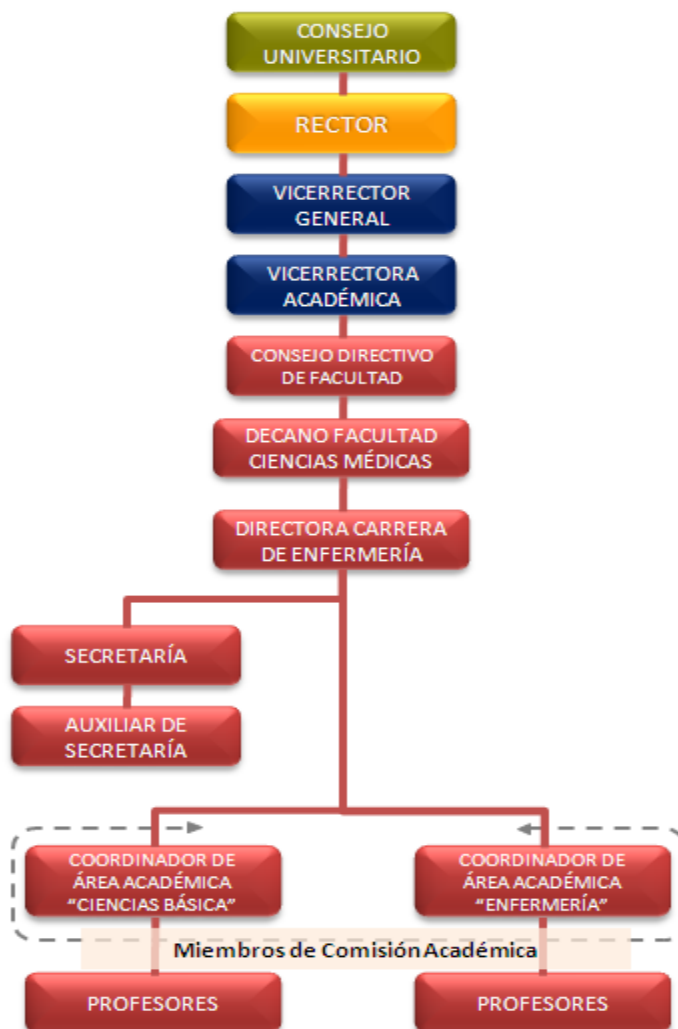 CONSEJO
UNIVERSITARIO
RECTOR
VICERRECTOR
GENERAL
VICERRECTORA
ACADÉMICA
CONSEJO DIRECTIVO
DE FACULTAD
DECANO FACULTAD
CIENCIAS MÉDICAS
DIRECTORA CARRERA
DE ENFERMERÍA
SECRETARÍA
AUXILIAR DE
SECRETARÍA
COORDINADOR DE
ÁREA ACADÉMICA
“CIENCIAS BÁSICA”
COORDINADOR DE
ÁREA ACADÉMICA
“ENFERMERÍA”
Miembros de Comisión Académica
PROFESORES
PROFESORES